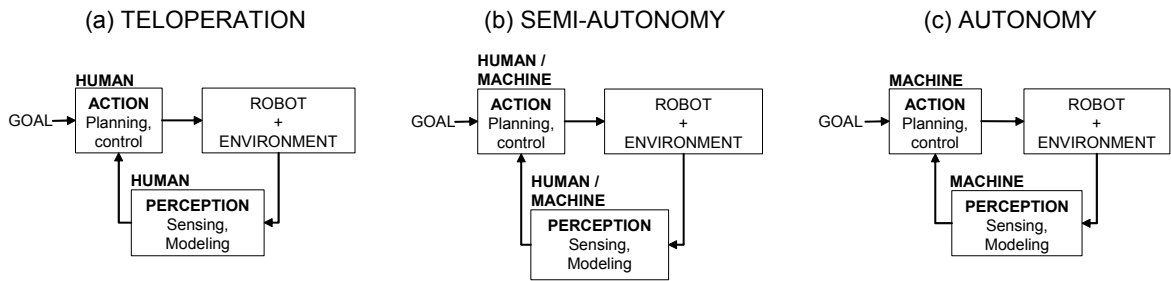 (a) TELOPERATION
HUMAN
GOAL
ACTION
Planning,
control
ROBOT
+
ENVIRONMENT
HUMAN
PERCEPTION
Sensing,
Modeling
(b) SEMI-AUTONOMY
HUMAN /
MACHINE
GOAL
ACTION
Planning,
control
ROBOT
+
ENVIRONMENT
HUMAN /
MACHINE
PERCEPTION
Sensing,
Modeling
(c) AUTONOMY
MACHINE
GOAL
ACTION
Planning,
control
ROBOT
+
ENVIRONMENT
MACHINE
PERCEPTION
Sensing,
Modeling